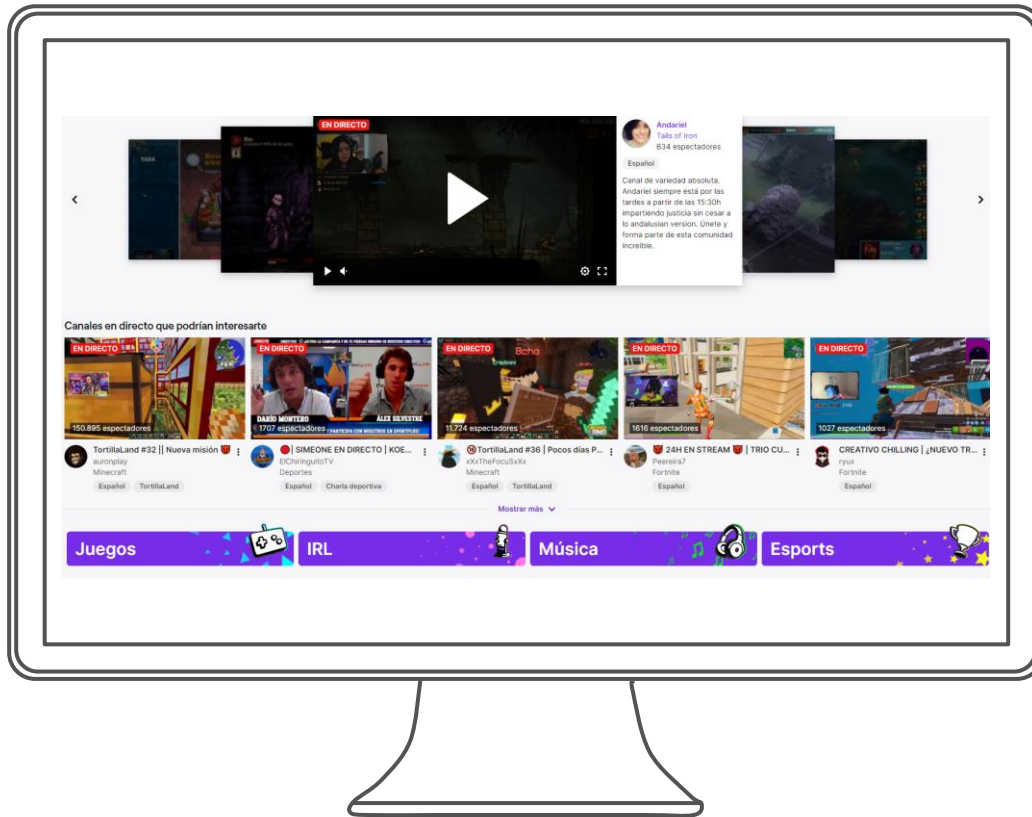 EN DIRECTO
Andariel
Tails of Iron
634 espectadores
Español
Canal de variedad absoluta.
Andariel siempre está por las
tardes a partir de las 15:30h
impartiendo justicia sin cesar a
lo andalusian version. Únete y
forma parte de esta comunidad
increíble.
Canales en directo que podrían interesarte
EN DIRECTO
150.895 espectadores
TortillaLand #32 || Nueva misión
auronplay
Minecraft
Español TortillaLand
EN DIRECTO
DARÍO MONTERO ÁLEX SILVESTRE
1707 espectadores
| SIMEONE EN DIRECTO | KOE...
ElChiringuitoTV
Deportes
Español Charla deportiva
EN DIRECTO
11.724 espectadores
TortillaLand #36 | Pocos días P...
xXxTheFocuSxXx
Minecraft
Español TortillaLand
EN DIRECTO
1616 espectadores
24H EN STREAM | TRIO CU...
Peereira7
Fortnite
Español
EN DIRECTO
1027 espectadores
CREATIVO CHILLING | ¿NUEVO TR...
ryux
Fortnite
Español
Mostrar más
Juegos
IRL
Música
Esports